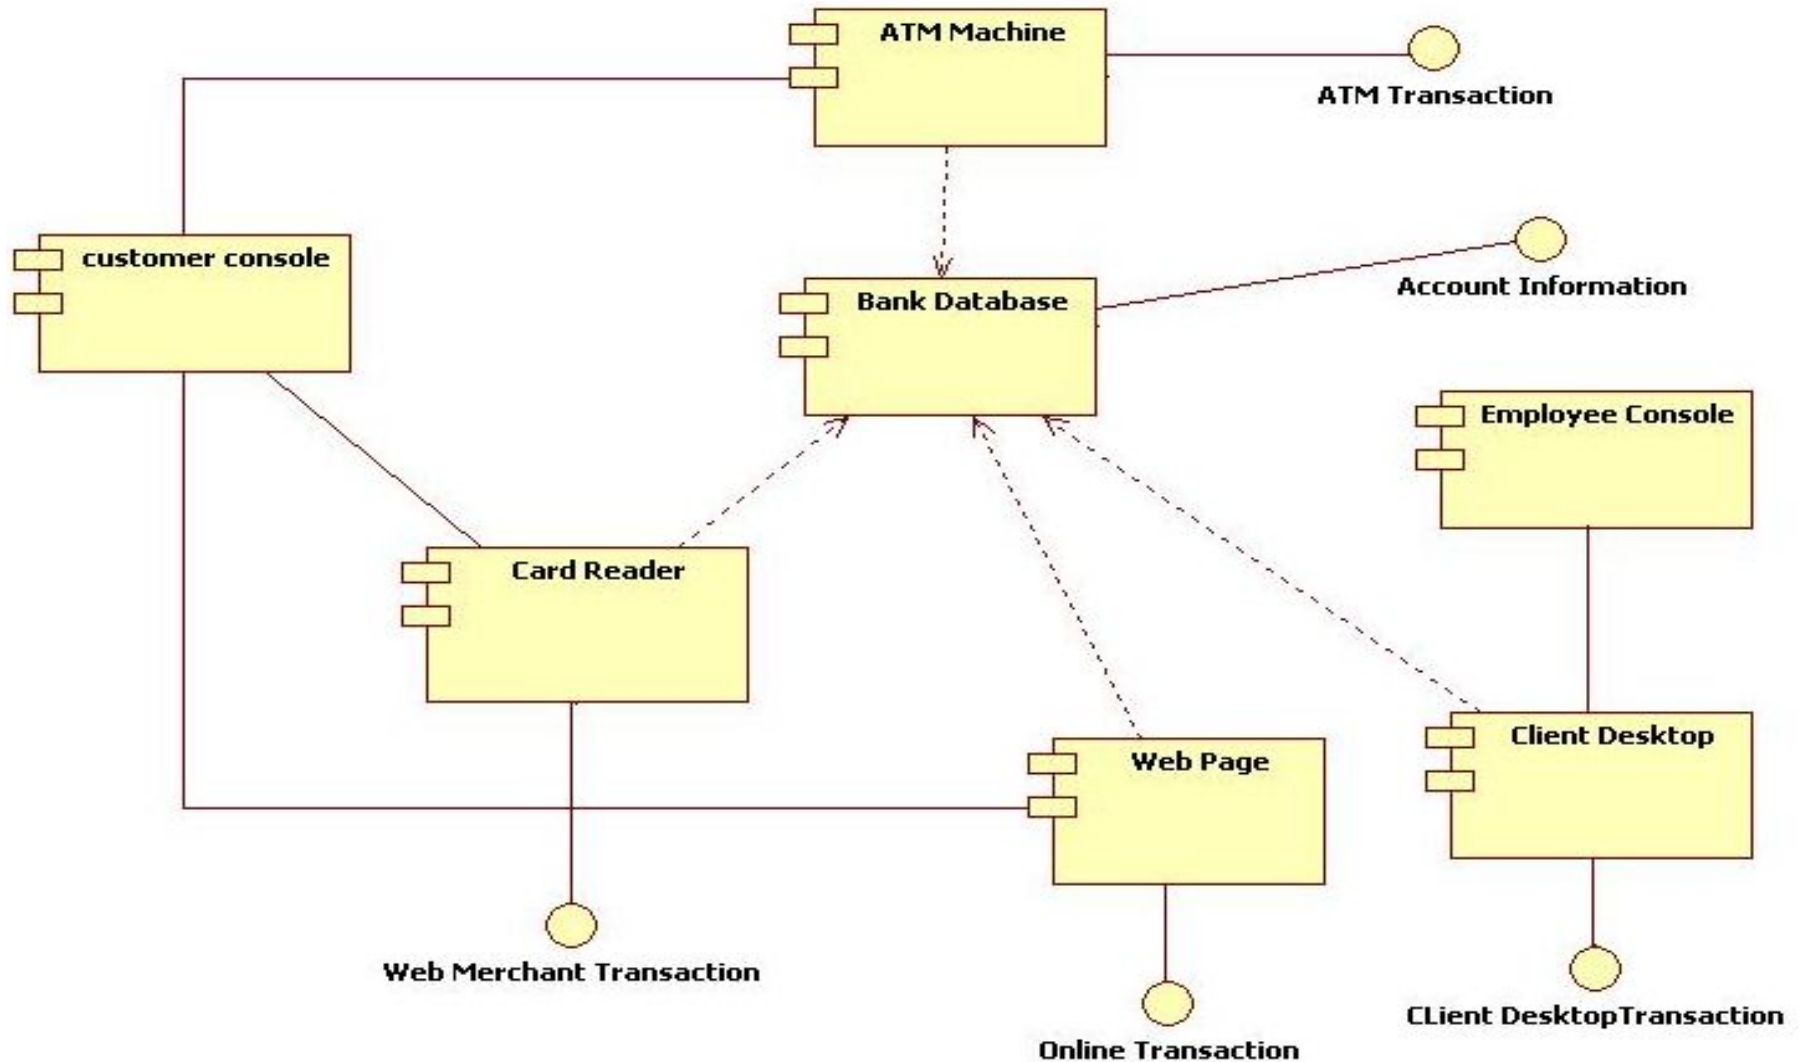 ATM Machine
ATM Transaction
customer console
Bank Database
Account Information
Employee Console
Card Reader
Client Desktop
Web Page
Web Merchant Transaction
CLient DesktopTransaction
Online Transaction